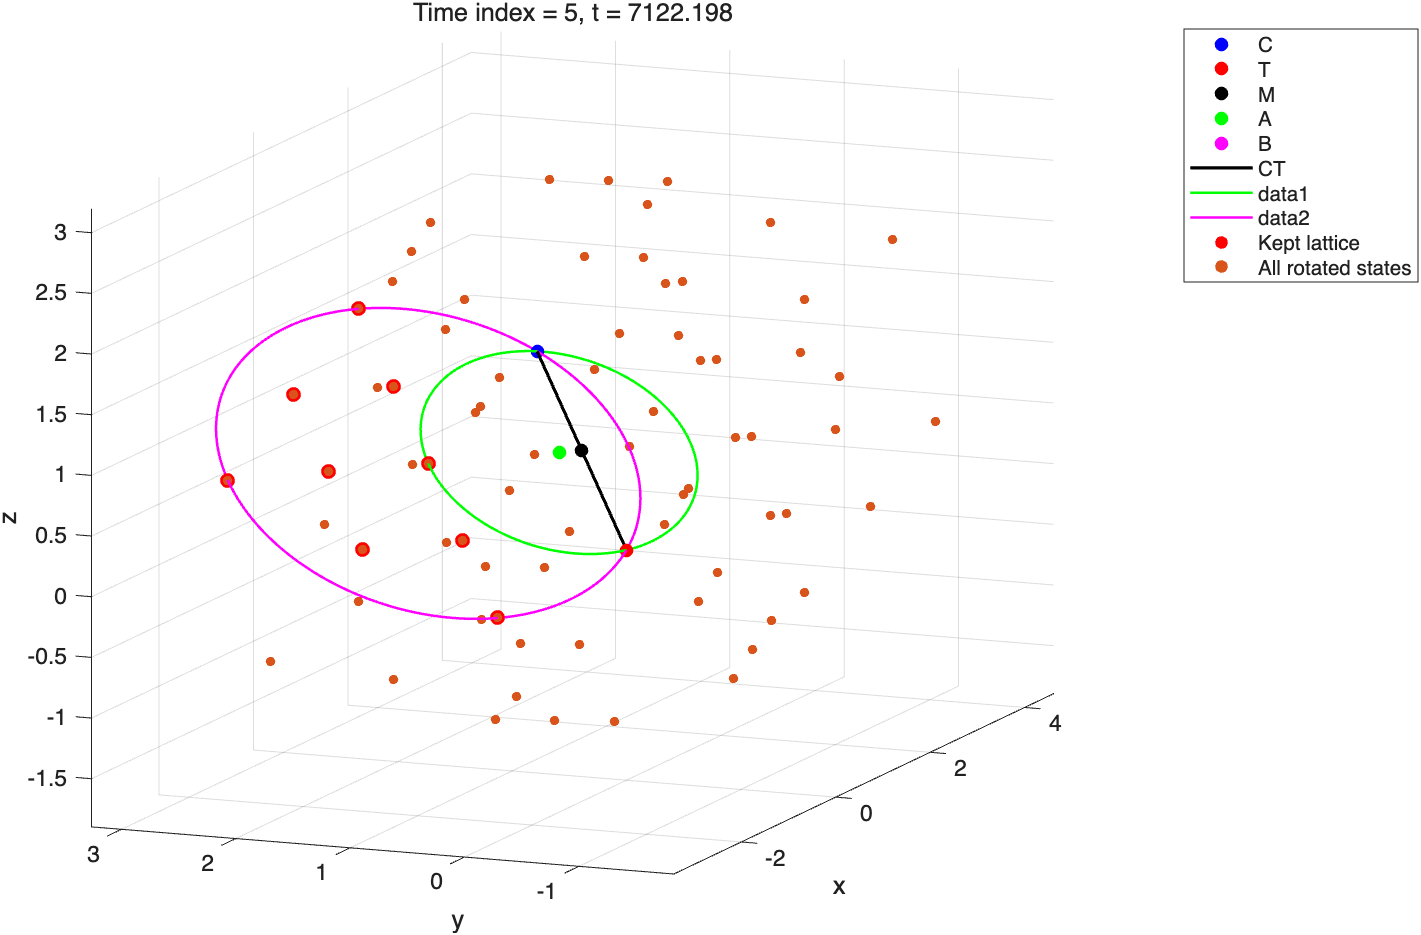 Time index = 5, t = 7122.198
C
T
M
A
B
CT
data1
data2
Kept lattice
All rotated states
3
2.5
2
1.5
1
0.5
0
-0.5
-1
-1.5
z
3
2
1
0
-1
y
-2
0
2
4
x